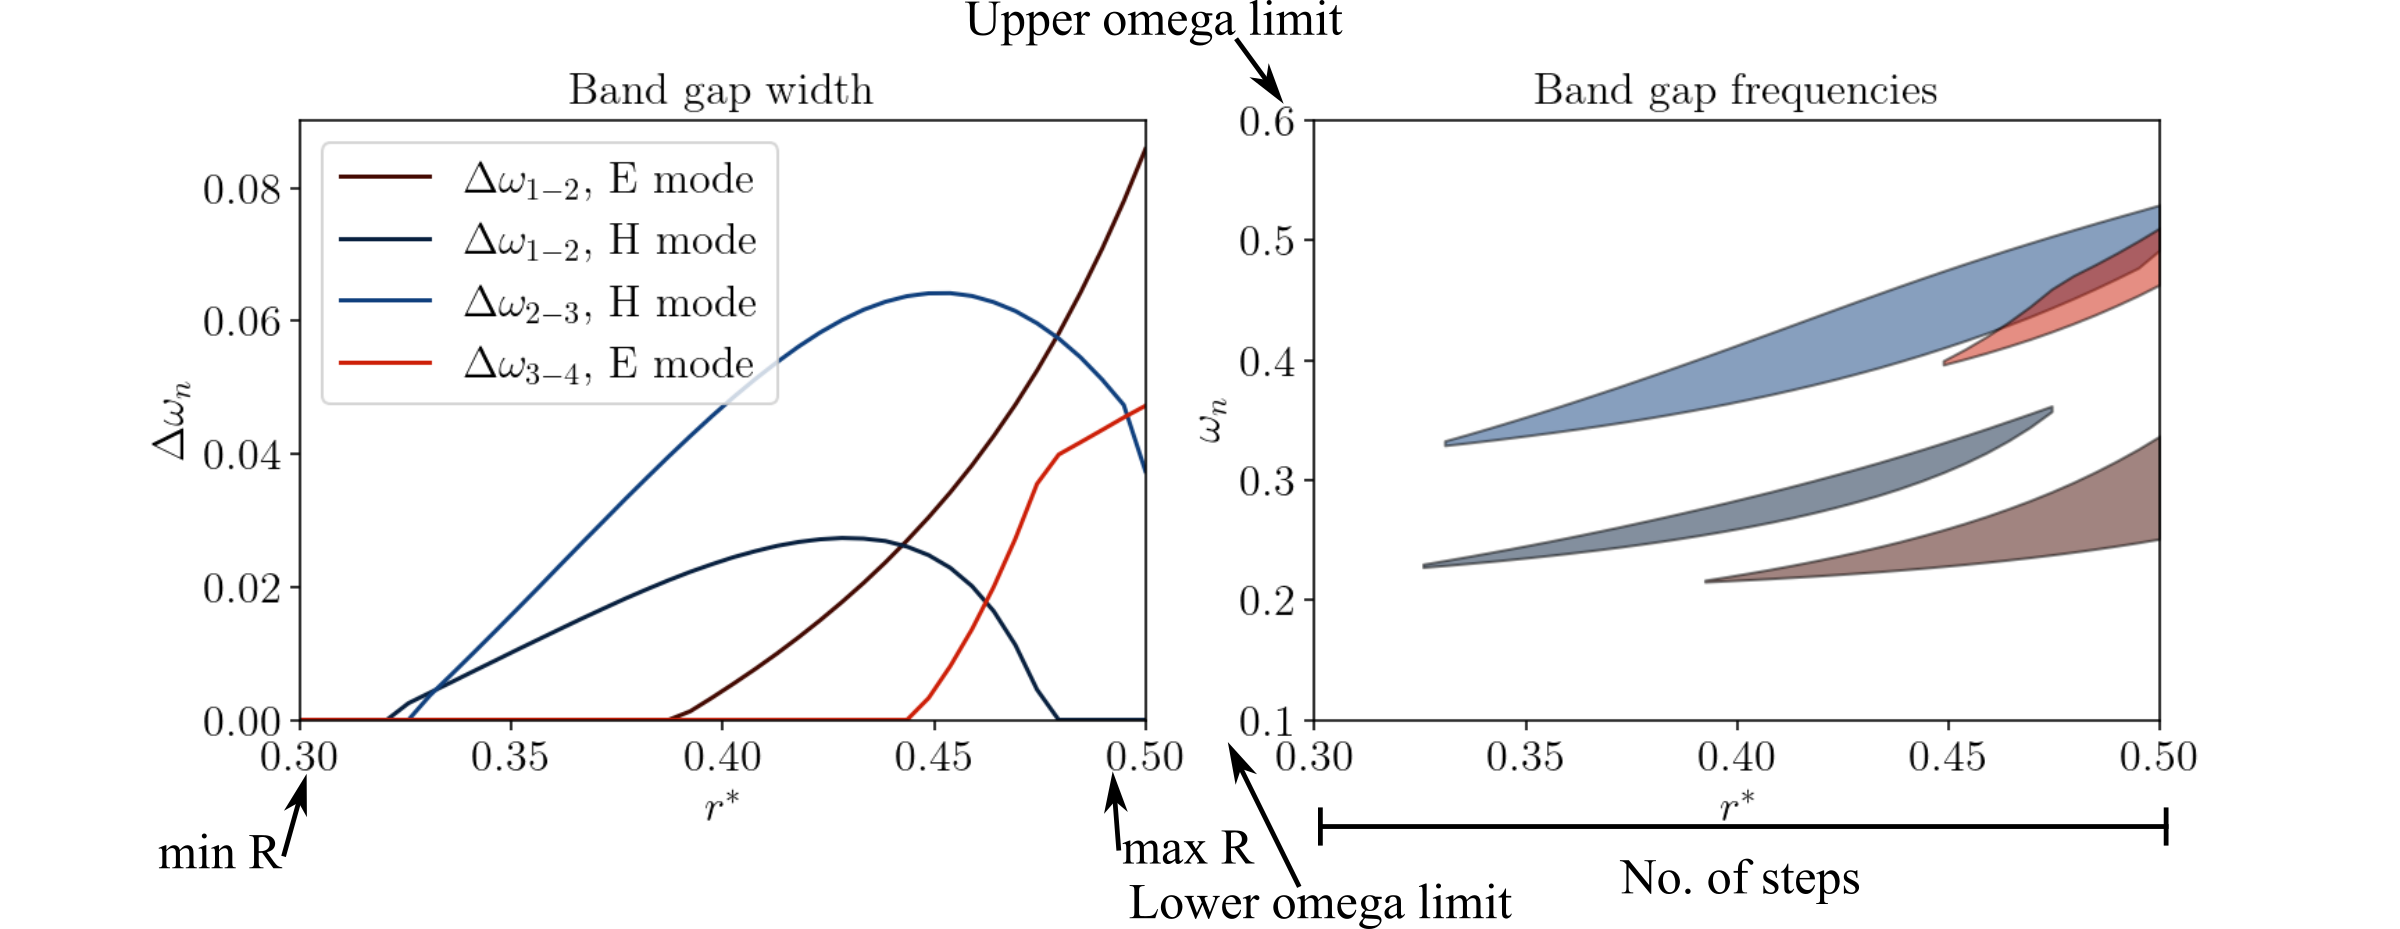 Upper omega limit
Band gap width
Band gap frequencies
Δω₁₋₂, E mode
Δω₁₋₂, H mode
Δω₂₋₃, H mode
Δω₃₋₄, E mode
0.08
0.06
0.04
0.02
0.00
Δωₙ
0.30 0.35 0.40 0.45 0.50
r*
0.6
0.5
0.4
0.3
0.2
0.1
ωₙ
0.30 0.35 0.40 0.45 0.50
r*
min R
max R
Lower omega limit
No. of steps